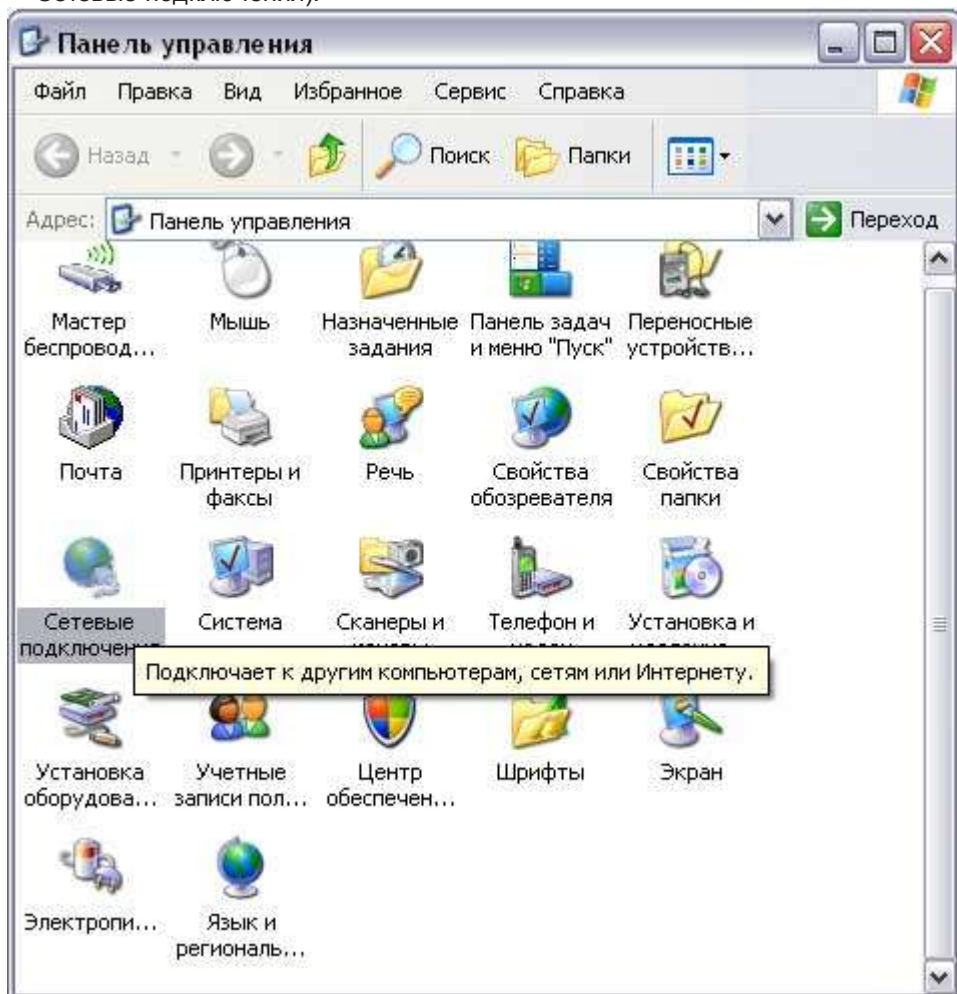 Сетевые подключения).
Панель управления
Файл Правка Вид Избранное Сервис Справка
Назад Поиск Папки
Адрес: Панель управления Переход
Мастер беспровод...
Мышь
Назначенные задания
Панель задач и меню "Пуск"
Переносные устройств...
Почта
Принтеры и факсы
Речь
Свойства обозревателя
Свойства папки
Сетевые
Система
Сканеры и
Телефон и
Установка и
Подключает к другим компьютерам, сетям или Интернету.
Установка оборудова...
Учетные записи пол...
Центр обеспечен...
Шрифты
Экран
Электропи...
Язык и региональ...